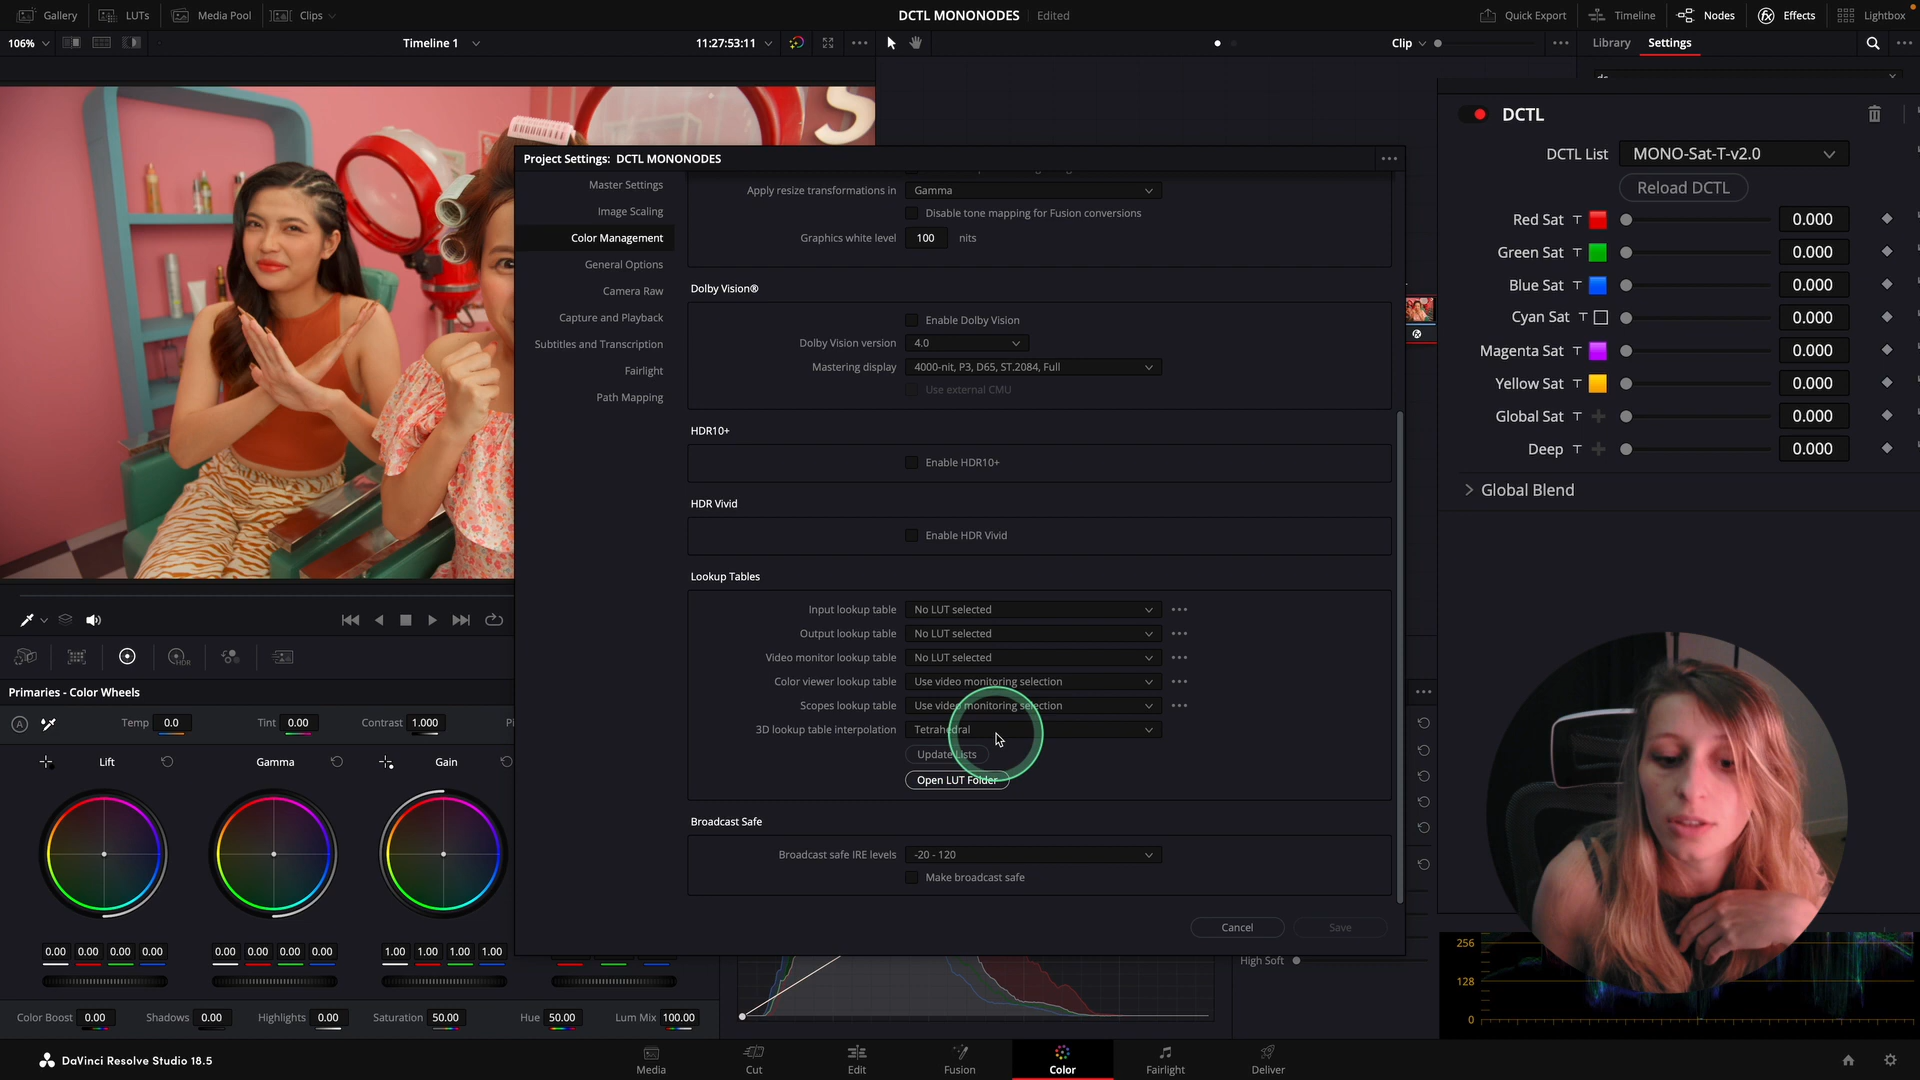 Gallery LUTs Media Pool Clips DCTL MONONODES Edited Quick Export Timeline Nodes Effects Lightbox
106% Timeline 1 11:27:53:11 Clip Library Settings
DCTL
DCTL List MONO-Sat-T-v2.0
Reload DCTL
Red Sat 0.000
Green Sat 0.000
Blue Sat 0.000
Cyan Sat 0.000
Magenta Sat 0.000
Yellow Sat 0.000
Global Sat 0.000
Deep 0.000
Global Blend
Project Settings: DCTL MONONODES
Master Settings
Image Scaling
Color Management
General Options
Camera Raw
Capture and Playback
Subtitles and Transcription
Fairlight
Path Mapping
Apply resize transformations in Gamma
Disable tone mapping for Fusion conversions
Graphics white level 100 nits
Dolby Vision®
Enable Dolby Vision
Dolby Vision version 4.0
Mastering display 4000-nit, P3, D65, ST.2084, Full
Use external CMU
HDR10+
Enable HDR10+
HDR Vivid
Enable HDR Vivid
Lookup Tables
Input lookup table No LUT selected
Output lookup table No LUT selected
Video monitor lookup table No LUT selected
Color viewer lookup table Use video monitoring selection
Scopes lookup table Use video monitoring selection
3D lookup table interpolation Tetrahedral
Update Lists
Open LUT Folder
Broadcast Safe
Broadcast safe IRE levels -20 - 120
Make broadcast safe
Cancel Save
HDR
Primaries - Color Wheels
Temp 0.0 Tint 0.00 Contrast 1.000
Lift Gamma Gain
0.00 0.00 0.00 0.00 0.00 0.00 0.00 0.00 1.00 1.00 1.00 1.00
Color Boost 0.00 Shadows 0.00 Highlights 0.00 Saturation 50.00 Hue 50.00 Lum Mix 100.00
High Soft
256
128
0
DaVinci Resolve Studio 18.5
Media Cut Edit Fusion Color Fairlight Deliver